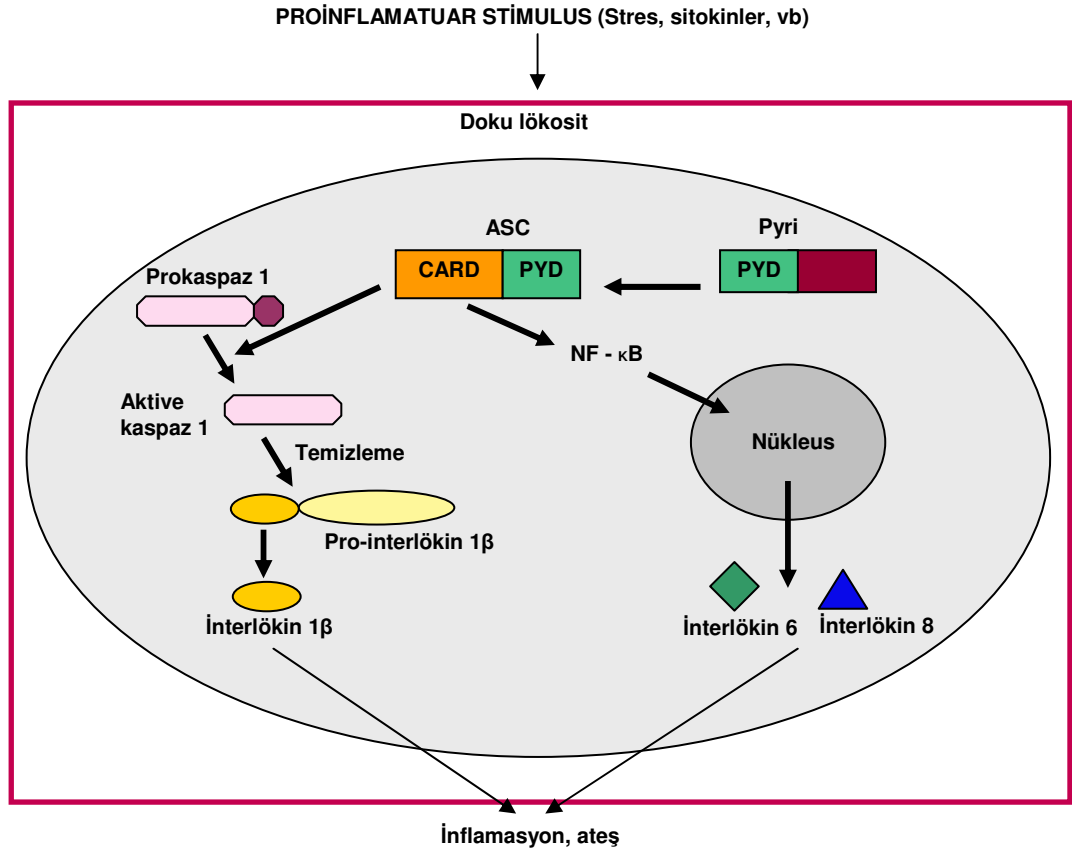 PROİNFLAMATUAR STİMULUS (Stres, sitokinler, vb)
Doku lökosit
ASC
Pyri
CARD
PYD
PYD
Prokaspaz 1
NF - κB
Aktive
kaspaz 1
Temizleme
Nükleus
Pro-interlökin 1β
İnterlökin 1β
İnterlökin 6
İnterlökin 8
İnflamasyon, ateş